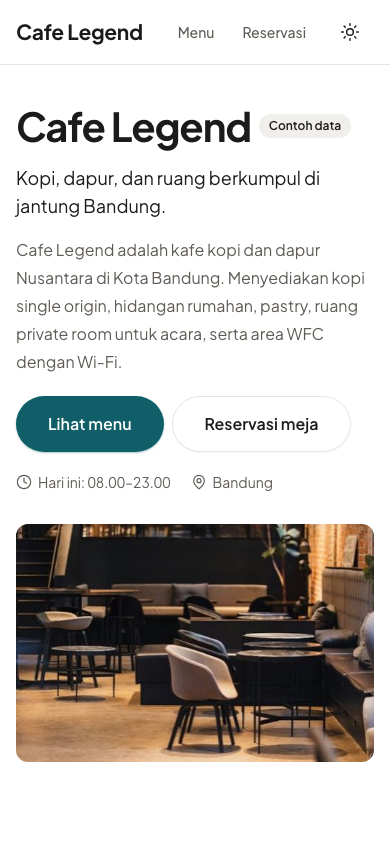 Cafe Legend
Menu
Reservasi
Cafe Legend
Contoh data
Kopi, dapur, dan ruang berkumpul di
jantung Bandung.
Cafe Legend adalah kafe kopi dan dapur
Nusantara di Kota Bandung. Menyediakan kopi
single origin, hidangan rumahan, pastry, ruang
private room untuk acara, serta area WFC
dengan Wi-Fi.
Lihat menu
Reservasi meja
Hari ini: 08.00–23.00
Bandung